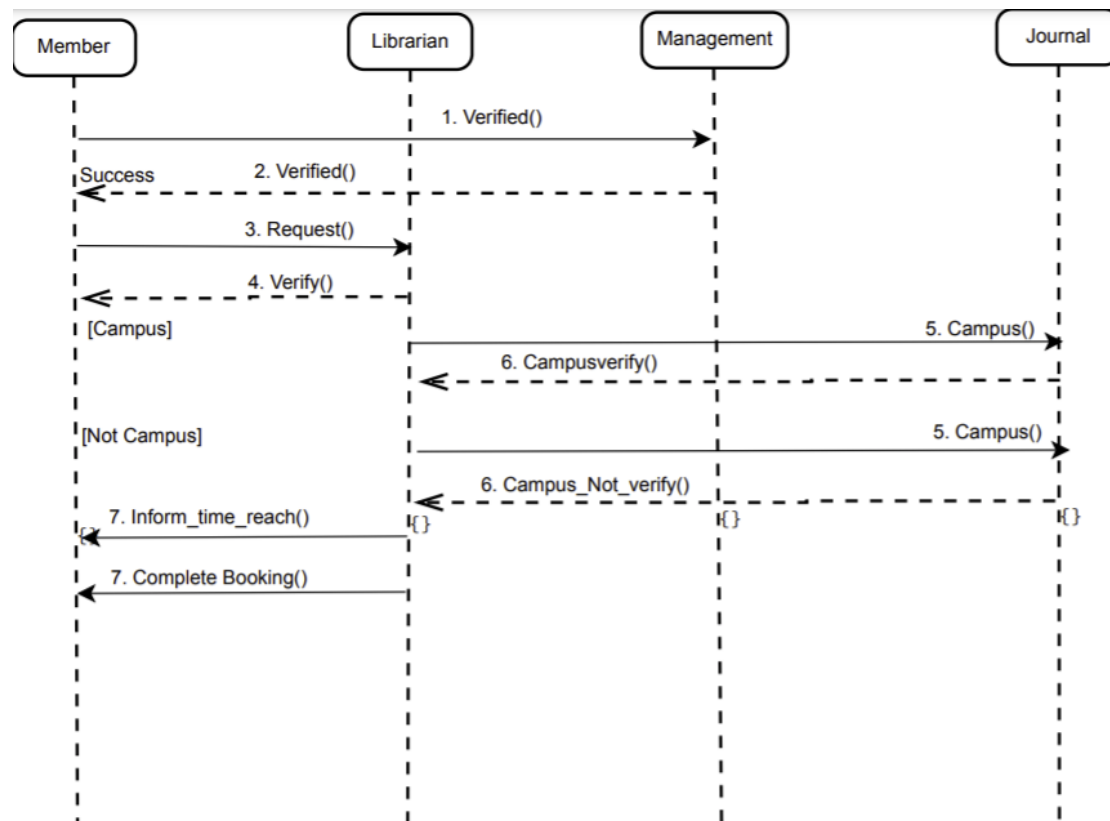 Member
Librarian
Management
Journal
1. Verified()
Success
2. Verified()
3. Request()
4. Verify()
[Campus]
5. Campus()
6. Campusverify()
[Not Campus]
5. Campus()
6. Campus_Not_verify()
7. Inform_time_reach()
{}
{}
{}
{}
7. Complete Booking()